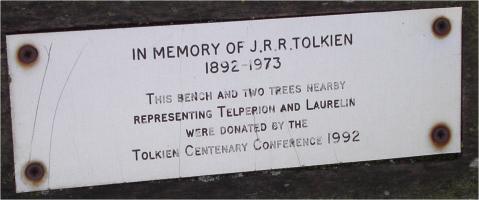 IN MEMORY OF J.R.R.TOLKIEN
1892-1973
THIS BENCH AND TWO TREES NEARBY
REPRESENTING TELPERION AND LAURELIN
WERE DONATED BY THE
TOLKIEN CENTENARY CONFERENCE 1992